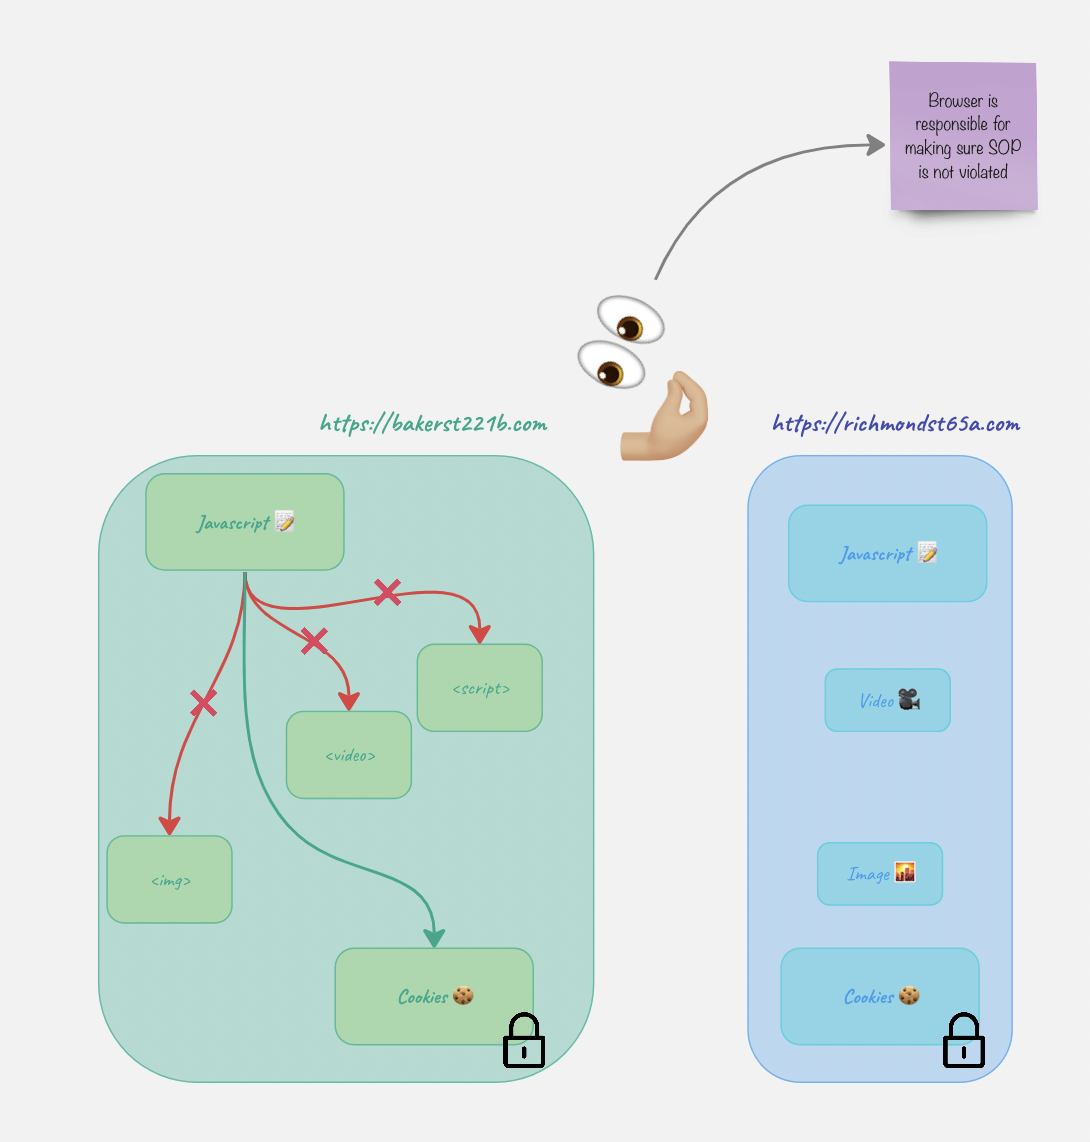 Browser is
responsible for
making sure SOP
is not violated
https://bakerst221b.com
Javascript
<script>
<video>
<img>
Cookies
https://richmondst65a.com
Javascript
Video
Image
Cookies